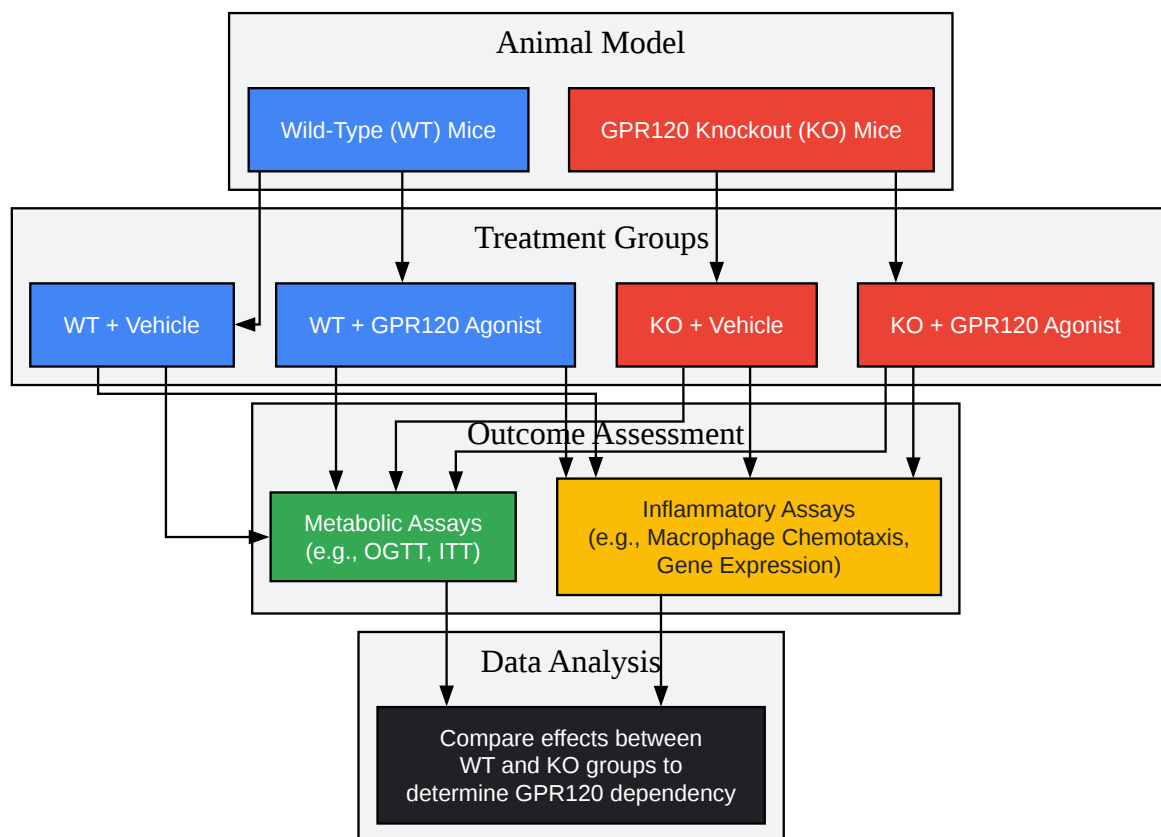 Animal Model
Wild-Type (WT) Mice
GPR120 Knockout (KO) Mice
Treatment Groups
WT + Vehicle
WT + GPR120 Agonist
KO + Vehicle
KO + GPR120 Agonist
Outcome Assessment
Metabolic Assays
(e.g., OGTT, ITT)
Inflammatory Assays
(e.g., Macrophage Chemotaxis,
Gene Expression)
Data Analysis
Compare effects between
WT and KO groups to
determine GPR120 dependency